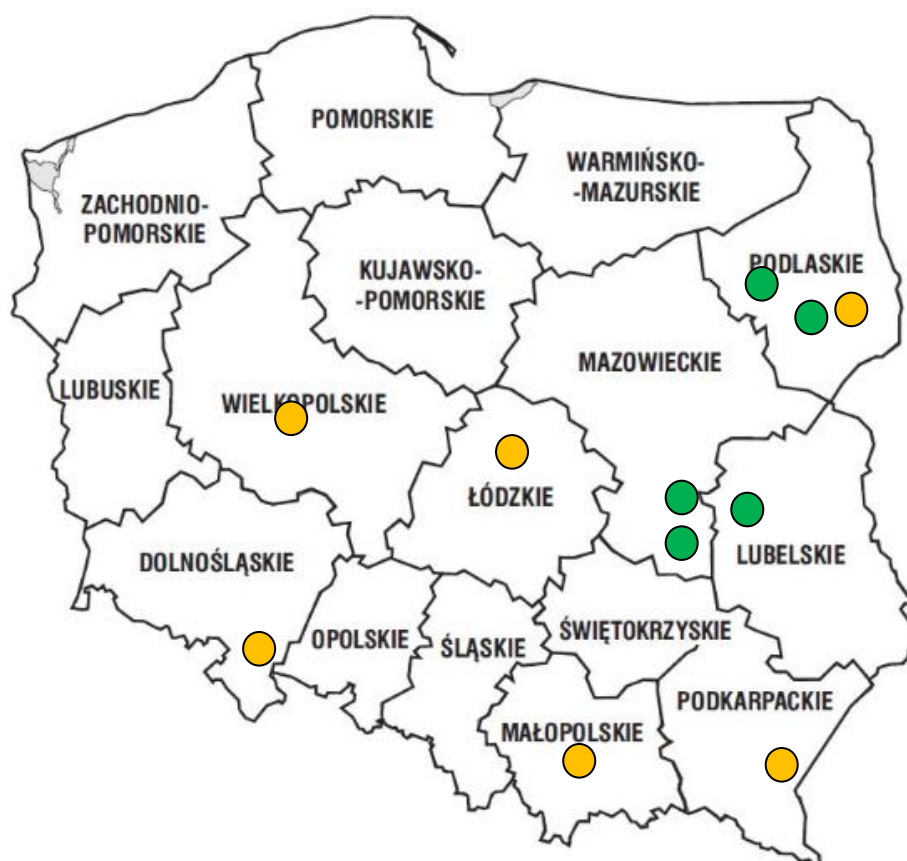 POMORSKIE
WARMIŃSKO-
-MAZURSKIE
ZACHODNIO-
POMORSKIE
KUJAWSKO-
-POMORSKIE
PODLASKIE
MAZOWIECKIE
LUBUSKIE
WIELKOPOLSKIE
ŁÓDZKIE
DOLNOŚLĄSKIE
LUBELSKIE
OPOLSKIE
ŚLĄSKIE
ŚWIĘTOKRZYSKIE
PODKARPACKIE
MAŁOPOLSKIE